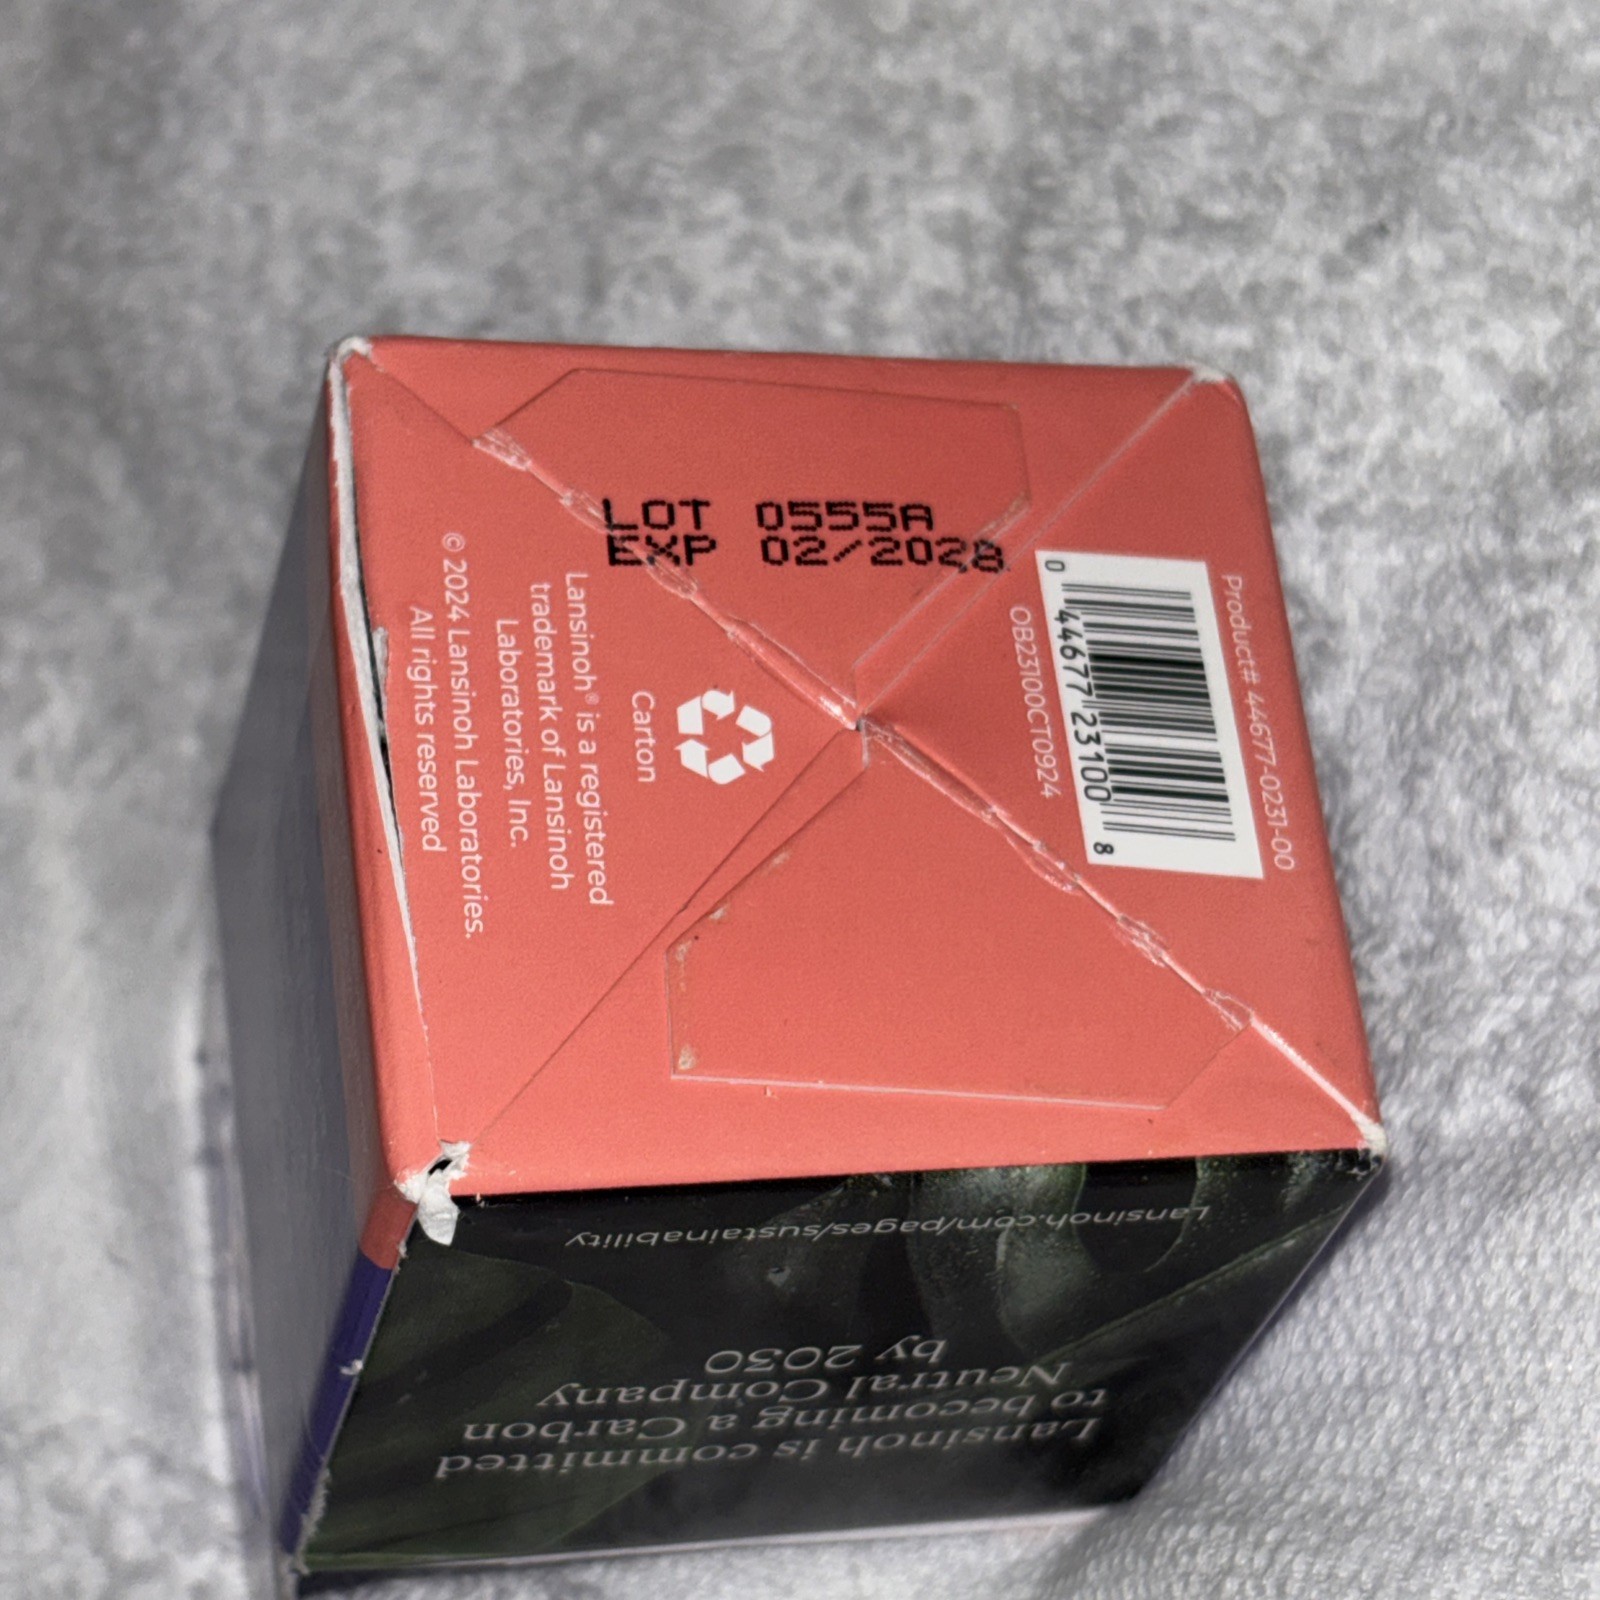 LOT 0555A
EXP 02/2028
Product# 44677-0231-00
0 44677 23100 8
OB23100CT0924
Carton
Lansinoh® is a registered
trademark of Lansinoh
Laboratories, Inc.
© 2024 Lansinoh Laboratories.
All rights reserved
Lansinoh is committed
to becoming a Carbon
Neutral Company
by 2030
Lansinoh.com/pages/sustainability